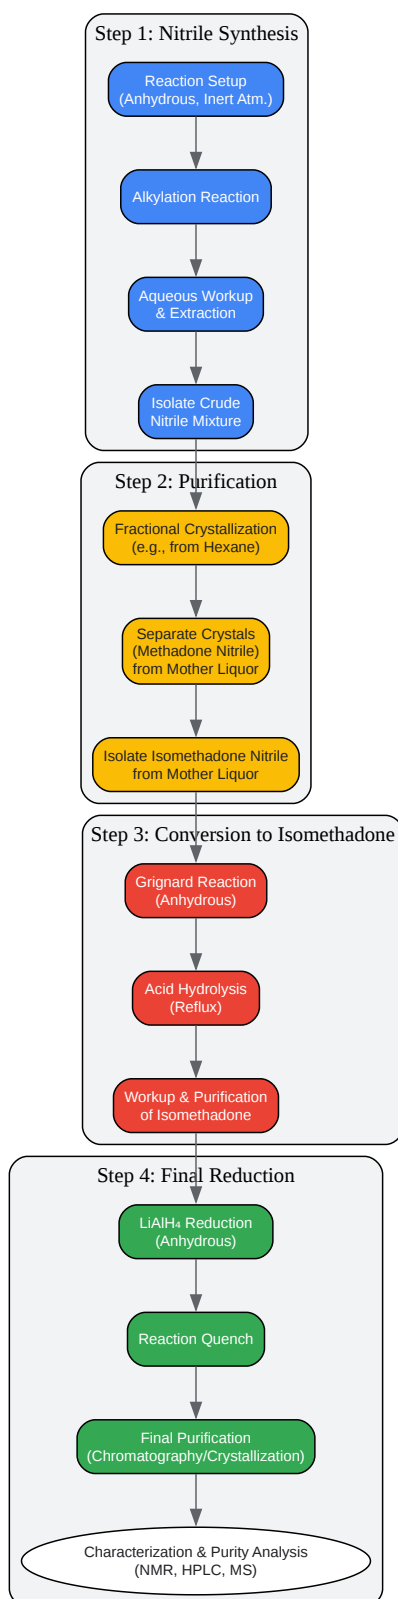 Step 1: Nitrile Synthesis
Reaction Setup
(Anhydrous, Inert Atm.)
Alkylation Reaction
Aqueous Workup
& Extraction
Isolate Crude
Nitrile Mixture
Step 2: Purification
Fractional Crystallization
(e.g., from Hexane)
Separate Crystals
(Methadone Nitrile)
from Mother Liquor
Isolate Isomethadone Nitrile
from Mother Liquor
Step 3: Conversion to Isomethadone
Grignard Reaction
(Anhydrous)
Acid Hydrolysis
(Reflux)
Workup & Purification
of Isomethadone
Step 4: Final Reduction
LiAlH₄ Reduction
(Anhydrous)
Reaction Quench
Final Purification
(Chromatography/Crystallization)
Characterization & Purity Analysis
(NMR, HPLC, MS)